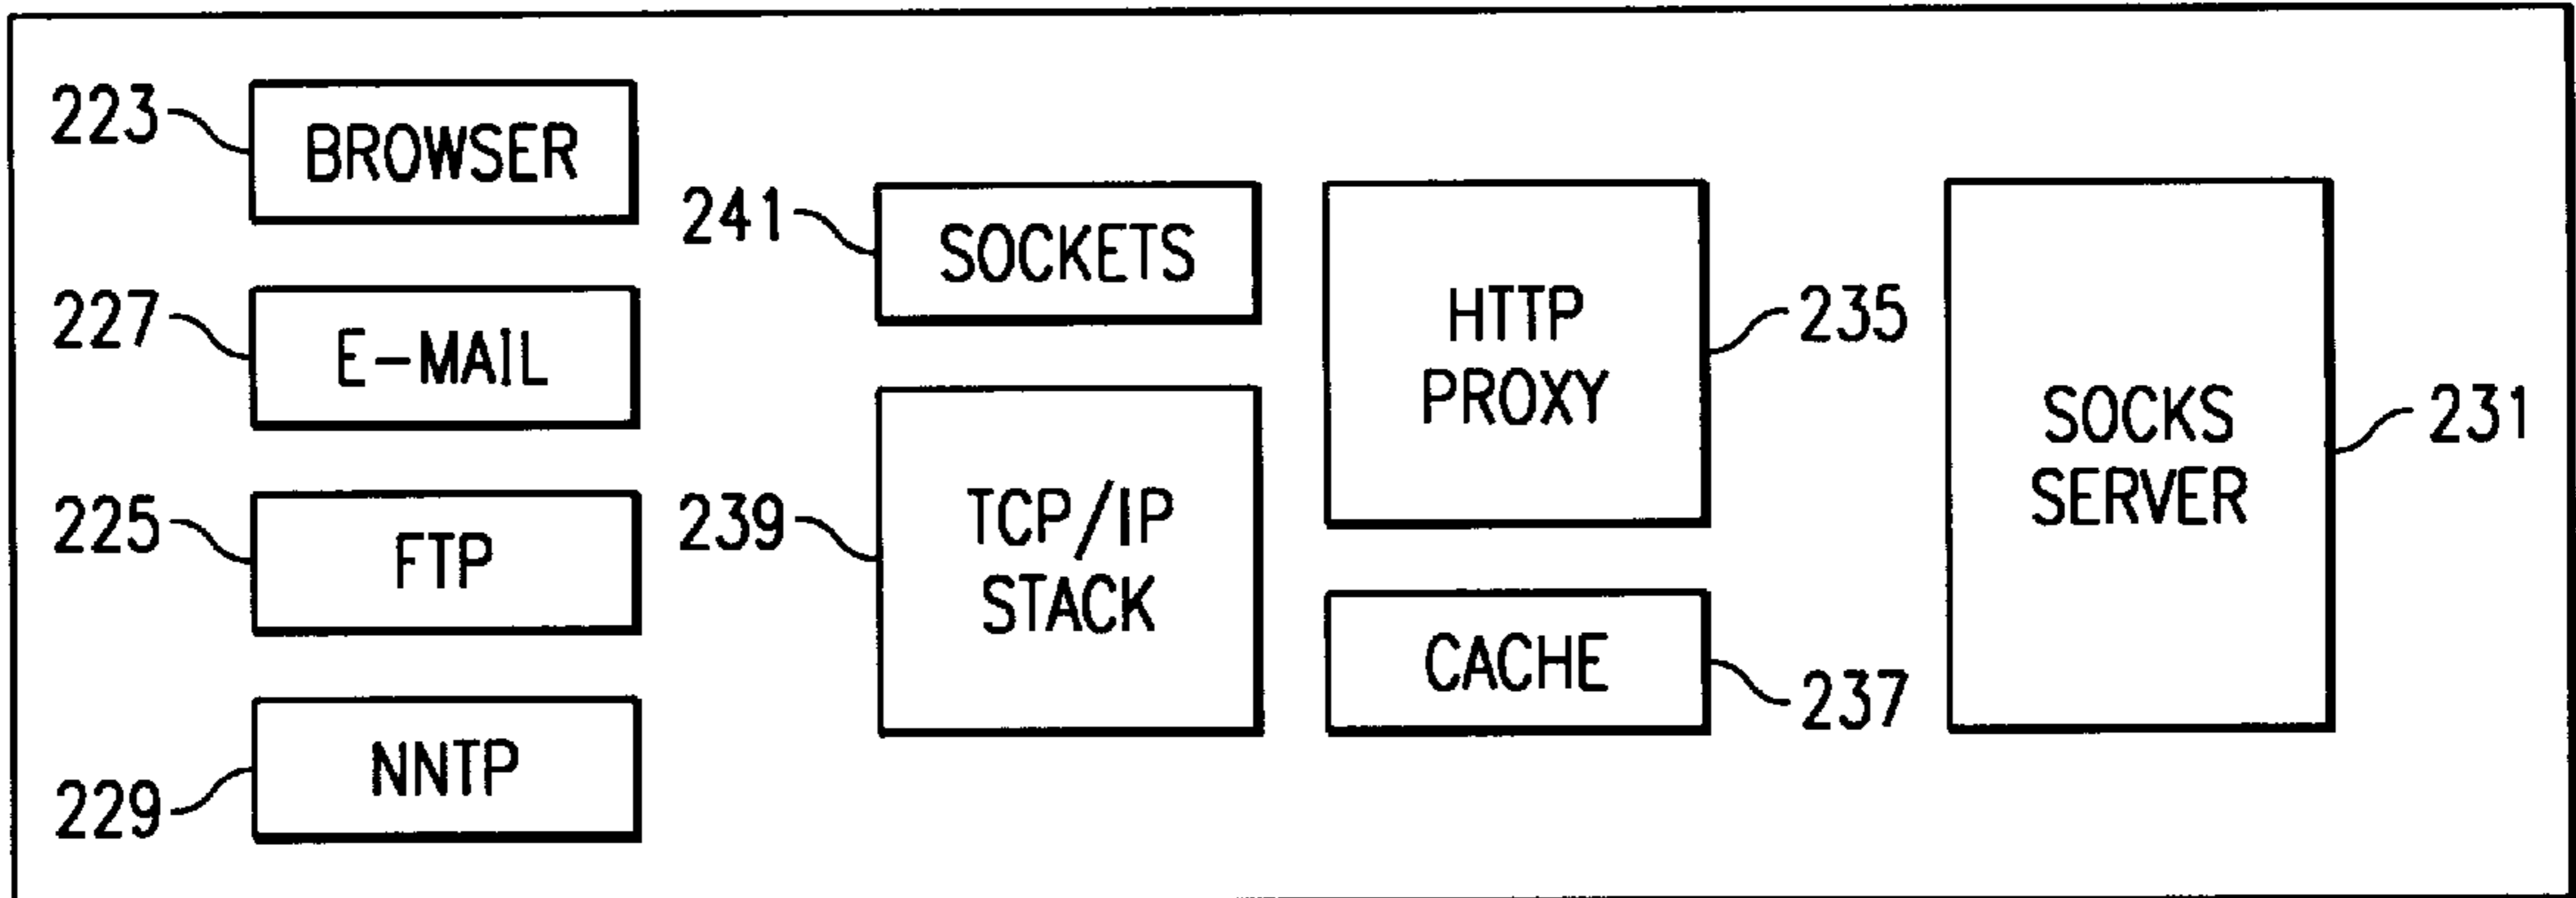 223
BROWSER
227
E-MAIL
225
FTP
229
NNTP
241
SOCKETS
239
TCP/IP
STACK
HTTP
PROXY
235
CACHE
237
SOCKS
SERVER
231